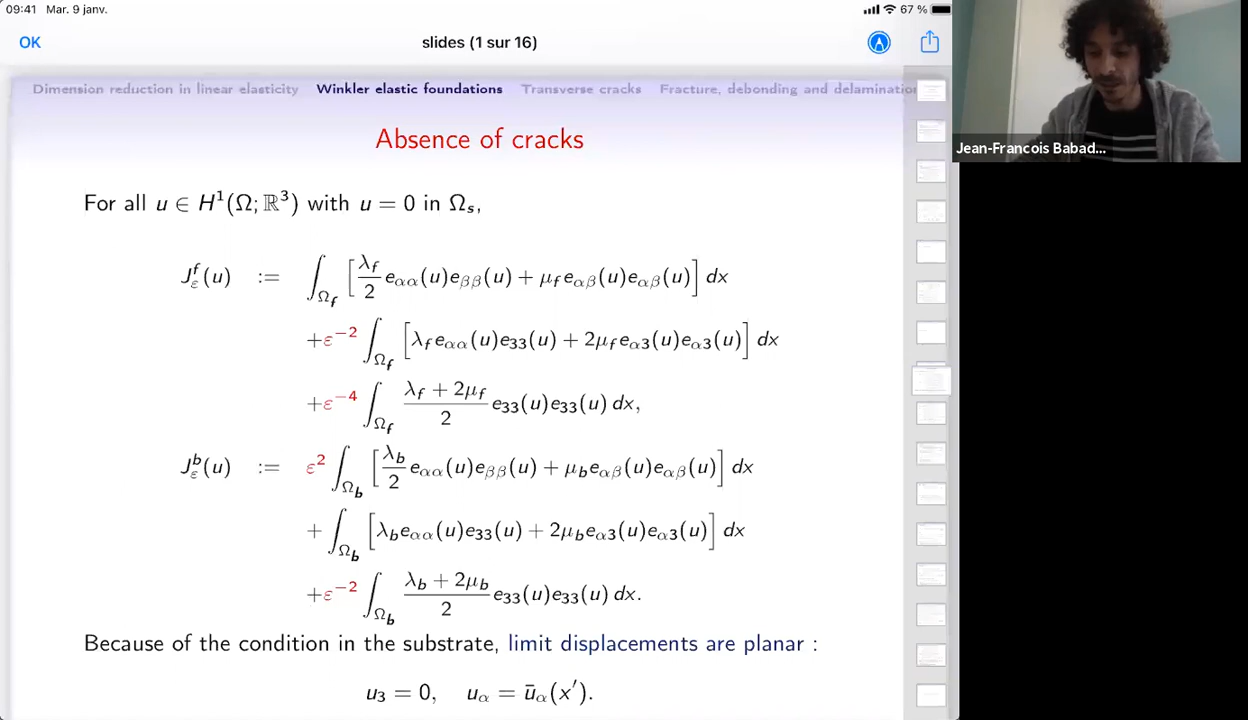 09:41 Mar. 9 janv.
67 %
OK
slides (1 sur 16)
Dimension reduction in linear elasticity Winkler elastic foundations Transverse cracks Fracture, debonding and delamination
Absence of cracks
For all u ∈ H¹(Ω; ℝ³) with u = 0 in Ωₛ,
J_ε^f(u) := ∫_{Ω_f} [λ_f/2 e_{αα}(u)e_{ββ}(u) + μ_f e_{αβ}(u)e_{αβ}(u)] dx
+ε^{−2} ∫_{Ω_f} [λ_f e_{αα}(u)e_{33}(u) + 2μ_f e_{α3}(u)e_{α3}(u)] dx
+ε^{−4} ∫_{Ω_f} (λ_f + 2μ_f)/2 e_{33}(u)e_{33}(u) dx,
J_ε^b(u) := ε² ∫_{Ω_b} [λ_b/2 e_{αα}(u)e_{ββ}(u) + μ_b e_{αβ}(u)e_{αβ}(u)] dx
+ ∫_{Ω_b} [λ_b e_{αα}(u)e_{33}(u) + 2μ_b e_{α3}(u)e_{α3}(u)] dx
+ε^{−2} ∫_{Ω_b} (λ_b + 2μ_b)/2 e_{33}(u)e_{33}(u) dx.
Because of the condition in the substrate, limit displacements are planar :
u₃ = 0, u_α = ū_α(x′).
Jean-Francois Babad...